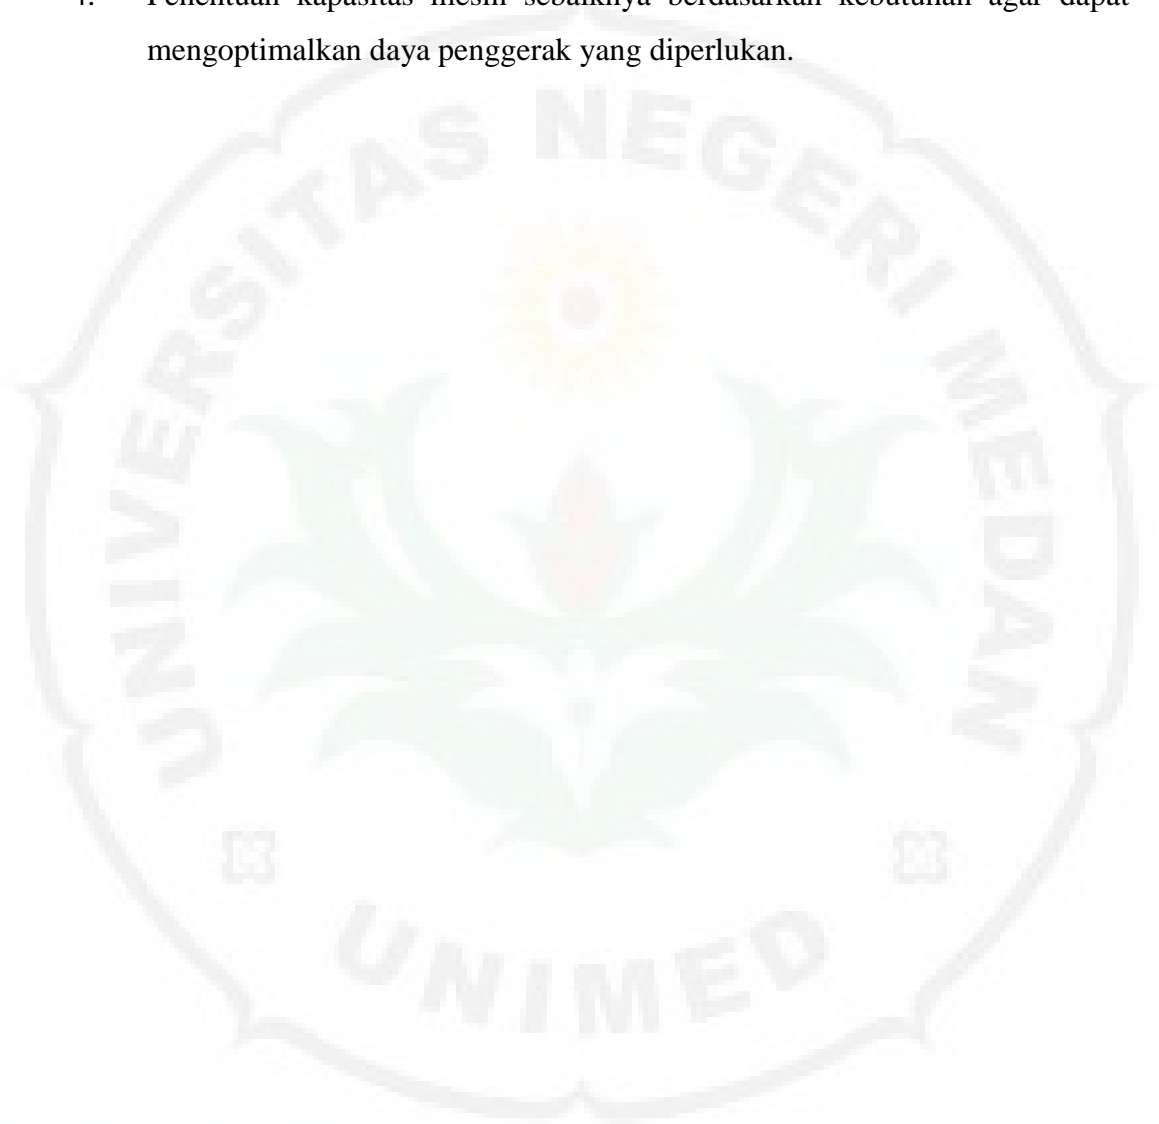 4. Penentuan kapasitas mesin sebaiknya berdasarkan kebutuhan agar dapat
mengoptimalkan daya penggerak yang diperlukan.
UNIVERSITAS NEGERI MEDAN
UNIMED